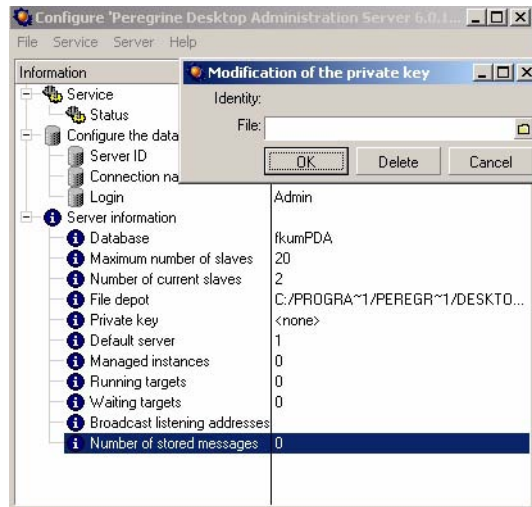 Configure 'Peregrine Desktop Administration Server 6.0.1...
File Service Server Help
Information
Modification of the private key
Identity:
File:
OK Delete Cancel
Service
Status
Configure the data
Server ID
Connection na
Login Admin
Server information
Database fkumPDA
Maximum number of slaves 20
Number of current slaves 2
File depot C:/PROGRA~1/PEREGR~1/DESKTO...
Private key <none>
Default server 1
Managed instances 0
Running targets 0
Waiting targets 0
Broadcast listening addresses
Number of stored messages 0